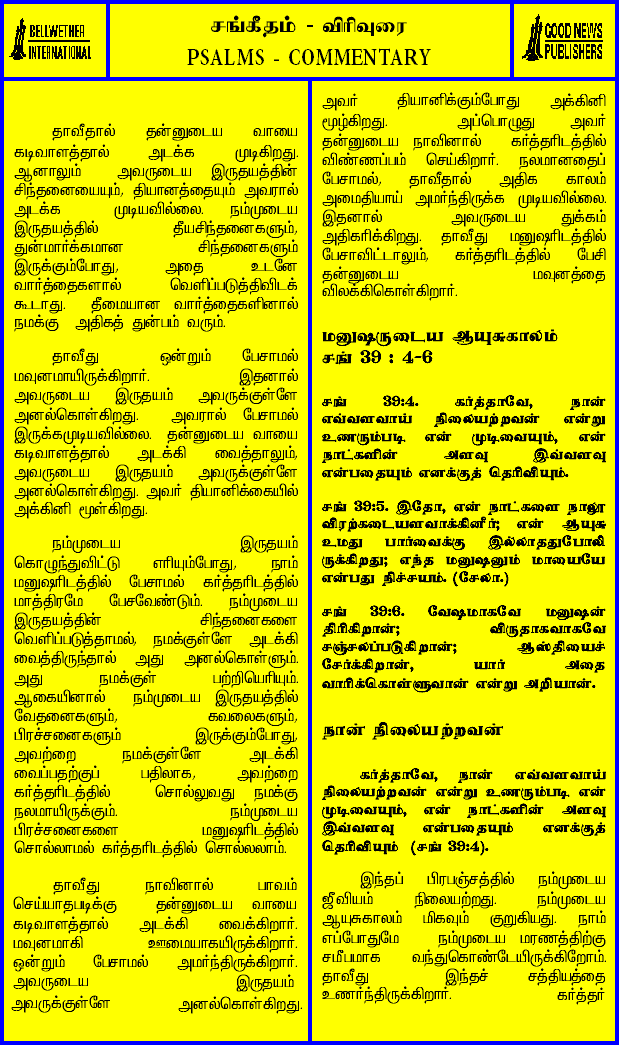 BELLWETHER
INTERNATIONAL
சங்கீதம் - விரிவுரை
PSALMS - COMMENTARY
GOOD NEWS
PUBLISHERS
தாவீதால் தன்னுடைய வாயை
கடிவாளத்தால் அடக்க முடிகிறது.
ஆனாலும் அவருடைய இருதயத்தின்
சிந்தனையையும், தியானத்தையும் அவரால்
அடக்க முடியவில்லை. நம்முடைய
இருதயத்தில் தீயசிந்தனைகளும்,
துன்மார்க்கமான சிந்தனைகளும்
இருக்கும்போது, அதை உடனே
வார்த்தைகளால் வெளிப்படுத்திவிடக்
கூடாது. தீமையான வார்த்தைகளினால்
நமக்கு அதிகத் துன்பம் வரும்.
தாவீது ஒன்றும் பேசாமல்
மவுனமாயிருக்கிறார். இதனால்
அவருடைய இருதயம் அவருக்குள்ளே
அனல்கொள்கிறது. அவரால் பேசாமல்
இருக்கமுடியவில்லை. தன்னுடைய வாயை
கடிவாளத்தால் அடக்கி வைத்தாலும்,
அவருடைய இருதயம் அவருக்குள்ளே
அனல்கொள்கிறது. அவர் தியானிக்கையில்
அக்கினி மூள்கிறது.
நம்முடைய இருதயம்
கொழுந்துவிட்டு எரியும்போது, நாம்
மனுஷரிடத்தில் பேசாமல் கர்த்தரிடத்தில்
மாத்திரமே பேசவேண்டும். நம்முடைய
இருதயத்தின் சிந்தனைகளை
வெளிப்படுத்தாமல், நமக்குள்ளே அடக்கி
வைத்திருந்தால் அது அனல்கொள்ளும்.
அது நமக்குள் பற்றியெரியும்.
ஆகையினால் நம்முடைய இருதயத்தில்
வேதனைகளும், கவலைகளும்,
பிரச்சனைகளும் இருக்கும்போது,
அவற்றை நமக்குள்ளே அடக்கி
வைப்பதற்குப் பதிலாக, அவற்றை
கர்த்தரிடத்தில் சொல்லுவது நமக்கு
நலமாயிருக்கும். நம்முடைய
பிரச்சனைகளை மனுஷரிடத்தில்
சொல்லாமல் கர்த்தரிடத்தில் சொல்லலாம்.
தாவீது நாவினால் பாவம்
செய்யாதபடிக்கு தன்னுடைய வாயை
கடிவாளத்தால் அடக்கி வைக்கிறார்.
மவுனமாகி ஊமையாகயிருக்கிறார்.
ஒன்றும் பேசாமல் அமர்ந்திருக்கிறார்.
அவருடைய இருதயம்
அவருக்குள்ளே அனல்கொள்கிறது.
அவர் தியானிக்கும்போது அக்கினி
மூழ்கிறது. அப்பொழுது அவர்
தன்னுடைய நாவினால் கர்த்தரிடத்தில்
விண்ணப்பம் செய்கிறார். நலமானதைப்
பேசாமல், தாவீதால் அதிக காலம்
அமைதியாய் அமர்ந்திருக்க முடியவில்லை.
இதனால் அவருடைய துக்கம்
அதிகரிக்கிறது. தாவீது மனுஷரிடத்தில்
பேசாவிட்டாலும், கர்த்தரிடத்தில் பேசி
தன்னுடைய மவுனத்தை
விலக்கிகொள்கிறார்.
மனுஷருடைய ஆயுசுகாலம்
சங் 39 : 4-6
சங் 39:4. கர்த்தாவே, நான்
எவ்வளவாய் நிலையற்றவன் என்று
உணரும்படி என் முடிவையும், என்
நாட்களின் அளவு இவ்வளவு
என்பதையும் எனக்குத் தெரிவியும்.
சங் 39:5. இதோ, என் நாட்களை நாலு
விரற்கடையளவாக்கினீர்; என் ஆயுசு
உமது பார்வைக்கு இல்லாததுபோலி
ருக்கிறது; எந்த மனுஷனும் மாயையே
என்பது நிச்சயம். (சேலா.)
சங் 39:6. வேஷமாகவே மனுஷன்
திரிகிறான்; விருதாகவாகவே
சஞ்சலப்படுகிறான்; ஆஸ்தியைச்
சேர்க்கிறான், யார் அதை
வாரிக்கொள்ளுவான் என்று அறியான்.
நான் நிலையற்றவன்
கர்த்தாவே, நான் எவ்வளவாய்
நிலையற்றவன் என்று உணரும்படி என்
முடிவையும், என் நாட்களின் அளவு
இவ்வளவு என்பதையும் எனக்குத்
தெரிவியும் (சங் 39:4).
இந்தப் பிரபஞ்சத்தில் நம்முடைய
ஜீவியம் நிலையற்றது. நம்முடைய
ஆயுசுகாலம் மிகவும் குறுகியது. நாம்
எப்போதுமே நம்முடைய மரணத்திற்கு
சமீபமாக வந்துகொண்டேயிருக்கிறோம்.
தாவீது இந்தச் சத்தியத்தை
உணர்ந்திருக்கிறார். கர்த்தர்